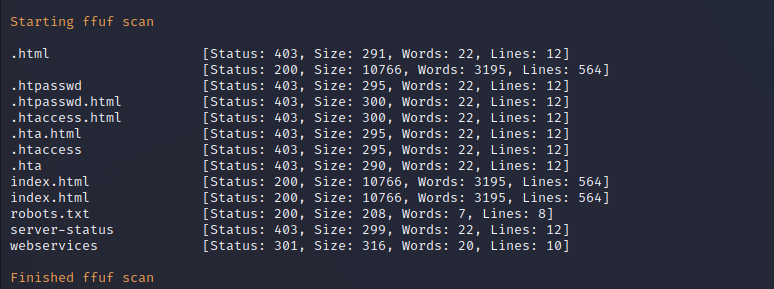 Starting ffuf scan
.html [Status: 403, Size: 291, Words: 22, Lines: 12]
[Status: 200, Size: 10766, Words: 3195, Lines: 564]
.htpasswd [Status: 403, Size: 295, Words: 22, Lines: 12]
.htpasswd.html [Status: 403, Size: 300, Words: 22, Lines: 12]
.htaccess.html [Status: 403, Size: 300, Words: 22, Lines: 12]
.hta.html [Status: 403, Size: 295, Words: 22, Lines: 12]
.htaccess [Status: 403, Size: 295, Words: 22, Lines: 12]
.hta [Status: 403, Size: 290, Words: 22, Lines: 12]
index.html [Status: 200, Size: 10766, Words: 3195, Lines: 564]
index.html [Status: 200, Size: 10766, Words: 3195, Lines: 564]
robots.txt [Status: 200, Size: 208, Words: 7, Lines: 8]
server-status [Status: 403, Size: 299, Words: 22, Lines: 12]
webservices [Status: 301, Size: 316, Words: 20, Lines: 10]
Finished ffuf scan